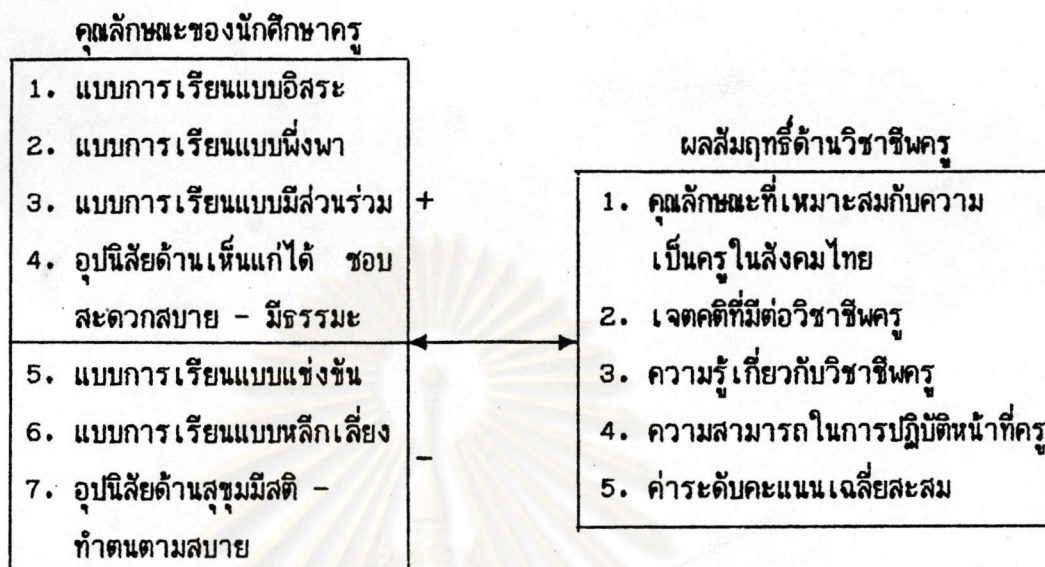 คุณลักษณะของนักศึกษาครู
1. แบบการเรียนแบบอิสระ
2. แบบการเรียนแบบพึ่งพา
3. แบบการเรียนแบบมีส่วนร่วม +
4. อุปนิสัยด้านเห็นแก่ได้ ชอบ
สะดวกสบาย - มีธรรมะ
5. แบบการเรียนแบบแข่งขัน
6. แบบการเรียนแบบหลีกเลี่ยง
-
7. อุปนิสัยด้านสุขุมมีสติ -
ทำตนตามสบาย
ผลสัมฤทธิ์ด้านวิชาชีพครู
1. คุณลักษณะที่เหมาะสมกับความ
เป็นครูในสังคมไทย
2. เจตคติที่มีต่อวิชาชีพครู
3. ความรู้เกี่ยวกับวิชาชีพครู
4. ความสามารถในการปฏิบัติหน้าที่ครู
5. ค่าระดับคะแนนเฉลี่ยสะสม